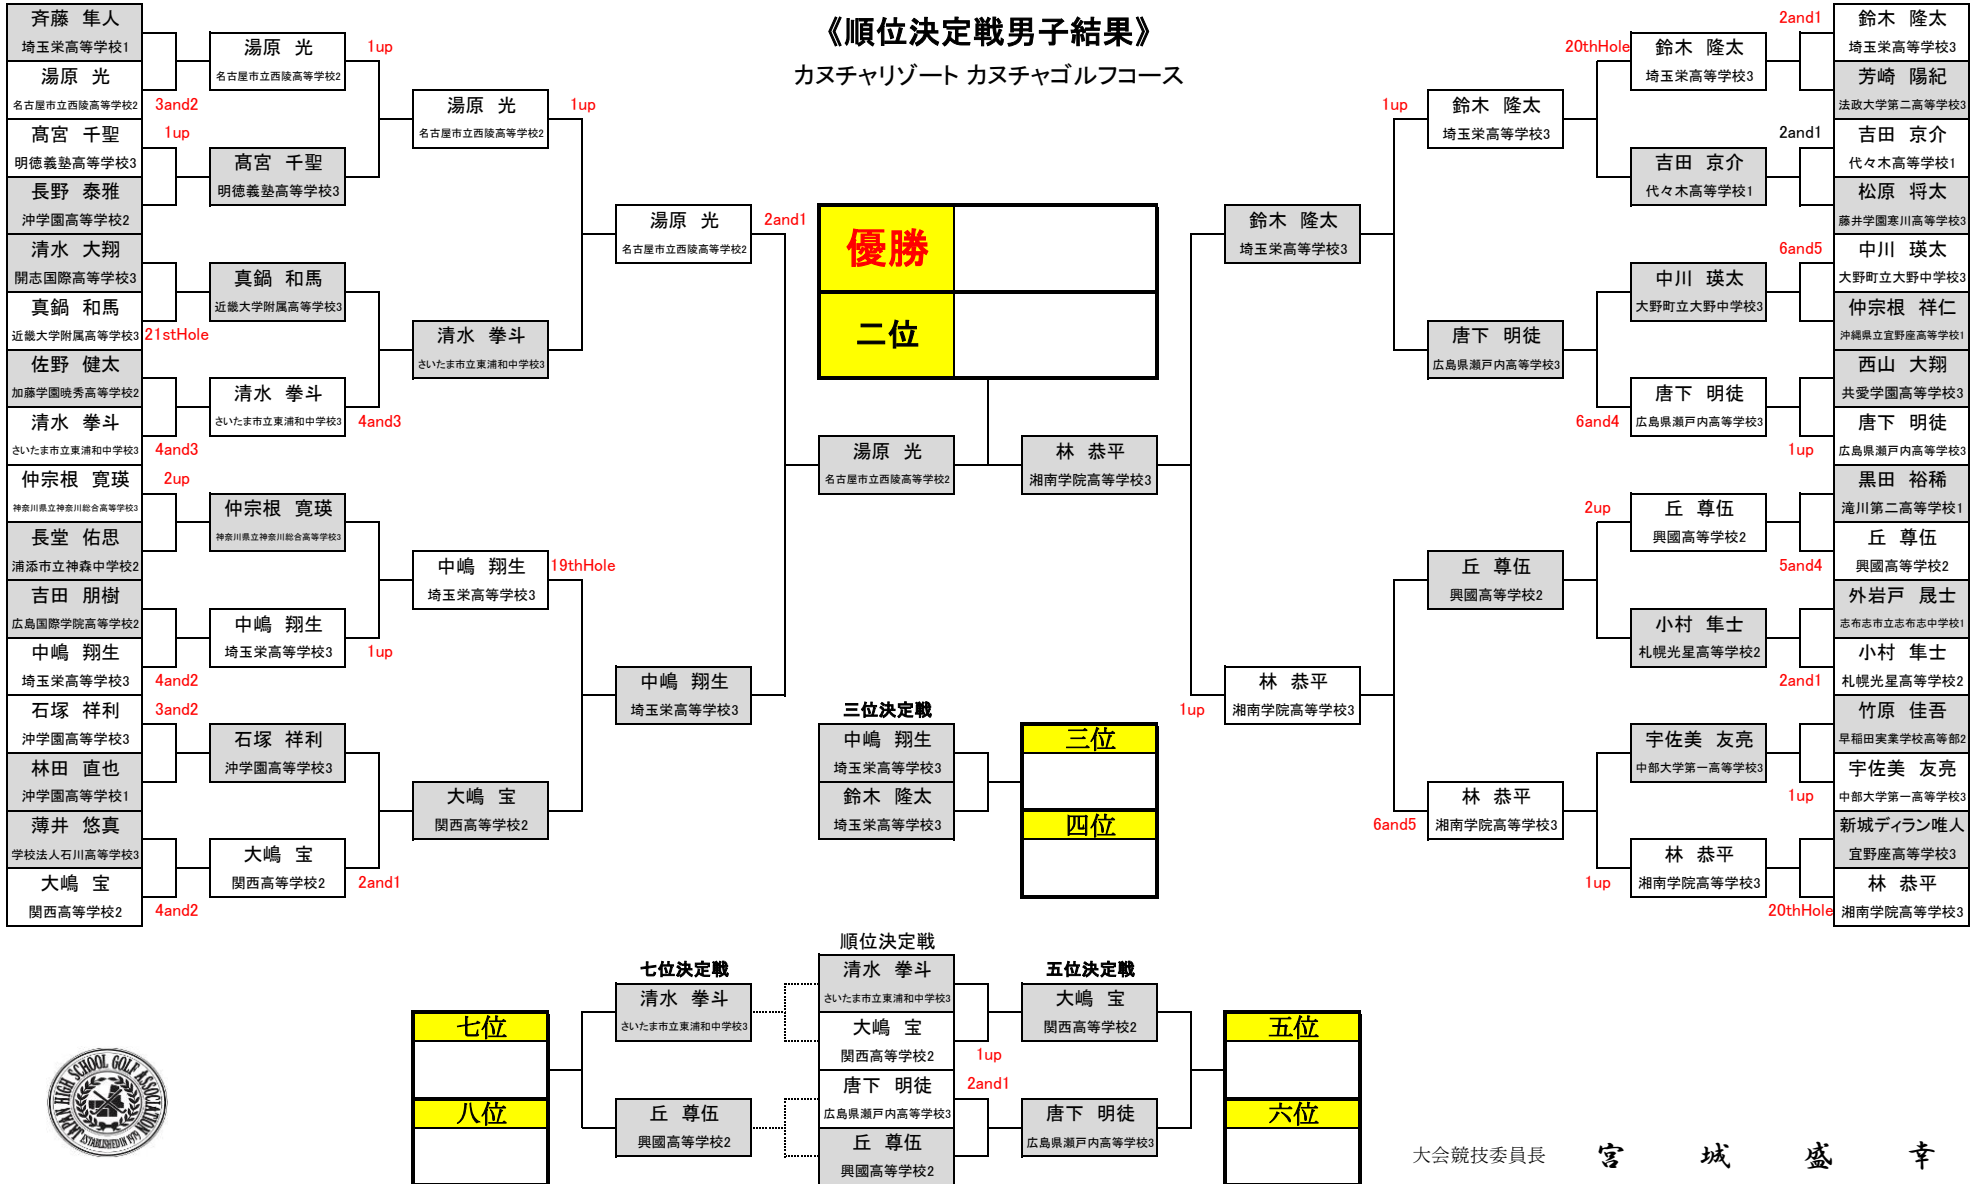 《順位決定戦男子結果》
カヌチャリゾート カヌチャゴルフコース
斉藤 隼人
埼玉栄高等学校1
湯原 光
名古屋市立西陵高等学校2
3and2
髙宮 千聖
1up
明徳義塾高等学校3
長野 泰雅
沖学園高等学校2
清水 大翔
開志国際高等学校3
真鍋 和馬
近畿大学附属高等学校3
21stHole
佐野 健太
加藤学園暁秀高等学校2
清水 拳斗
さいたま市立東浦和中学校3
4and3
仲宗根 寛瑛
2up
神奈川県立神奈川総合高等学校3
長堂 佑思
浦添市立神森中学校2
吉田 朋樹
広島国際学院高等学校2
中嶋 翔生
埼玉栄高等学校3
4and2
石塚 祥利
3and2
沖学園高等学校3
林田 直也
沖学園高等学校1
薄井 悠真
学校法人石川高等学校3
大嶋 宝
関西高等学校2
4and2
湯原 光
1up
名古屋市立西陵高等学校2
髙宮 千聖
明徳義塾高等学校3
真鍋 和馬
近畿大学附属高等学校3
清水 拳斗
さいたま市立東浦和中学校3
4and3
仲宗根 寛瑛
神奈川県立神奈川総合高等学校3
中嶋 翔生
埼玉栄高等学校3
1up
石塚 祥利
沖学園高等学校3
大嶋 宝
関西高等学校2
2and1
湯原 光
1up
名古屋市立西陵高等学校2
清水 拳斗
さいたま市立東浦和中学校3
中嶋 翔生
19thHole
埼玉栄高等学校3
大嶋 宝
関西高等学校2
湯原 光
2and1
名古屋市立西陵高等学校2
中嶋 翔生
埼玉栄高等学校3
優勝
二位
湯原 光
名古屋市立西陵高等学校2
林 恭平
湘南学院高等学校3
三位決定戦
中嶋 翔生
埼玉栄高等学校3
鈴木 隆太
埼玉栄高等学校3
三位
四位
鈴木 隆太
埼玉栄高等学校3
林 恭平
1up
湘南学院高等学校3
1up
鈴木 隆太
埼玉栄高等学校3
唐下 明徒
広島県瀬戸内高等学校3
丘 尊伍
興國高等学校2
林 恭平
6and5
湘南学院高等学校3
20thHole
鈴木 隆太
埼玉栄高等学校3
吉田 京介
代々木高等学校1
中川 瑛太
大野町立大野中学校3
唐下 明徒
6and4
広島県瀬戸内高等学校3
2up
丘 尊伍
興國高等学校2
小村 隼士
札幌光星高等学校2
宇佐美 友亮
中部大学第一高等学校3
林 恭平
1up
湘南学院高等学校3
2and1
鈴木 隆太
埼玉栄高等学校3
芳崎 陽紀
法政大学第二高等学校3
2and1
吉田 京介
代々木高等学校1
松原 将太
藤井学園寒川高等学校3
6and5
中川 瑛太
大野町立大野中学校3
仲宗根 祥仁
沖縄県立宜野座高等学校1
西山 大翔
共愛学園高等学校3
唐下 明徒
1up
広島県瀬戸内高等学校3
黒田 裕稀
滝川第二高等学校1
丘 尊伍
5and4
興國高等学校2
外岩戸 晟士
志布志市立志布志中学校1
小村 隼士
2and1
札幌光星高等学校2
竹原 佳吾
早稲田実業学校高等部2
宇佐美 友亮
1up
中部大学第一高等学校3
新城ディラン唯人
宜野座高等学校3
林 恭平
20thHole
湘南学院高等学校3
順位決定戦
七位決定戦
五位決定戦
清水 拳斗
さいたま市立東浦和中学校3
大嶋 宝
関西高等学校2
1up
唐下 明徒
2and1
広島県瀬戸内高等学校3
丘 尊伍
興國高等学校2
清水 拳斗
さいたま市立東浦和中学校3
丘 尊伍
興國高等学校2
七位
八位
大嶋 宝
関西高等学校2
唐下 明徒
広島県瀬戸内高等学校3
五位
六位
JAPAN HIGH SCHOOL GOLF ASSOCIATION
ESTABLISHED IN 1979
大会競技委員長 宮 城 盛 幸